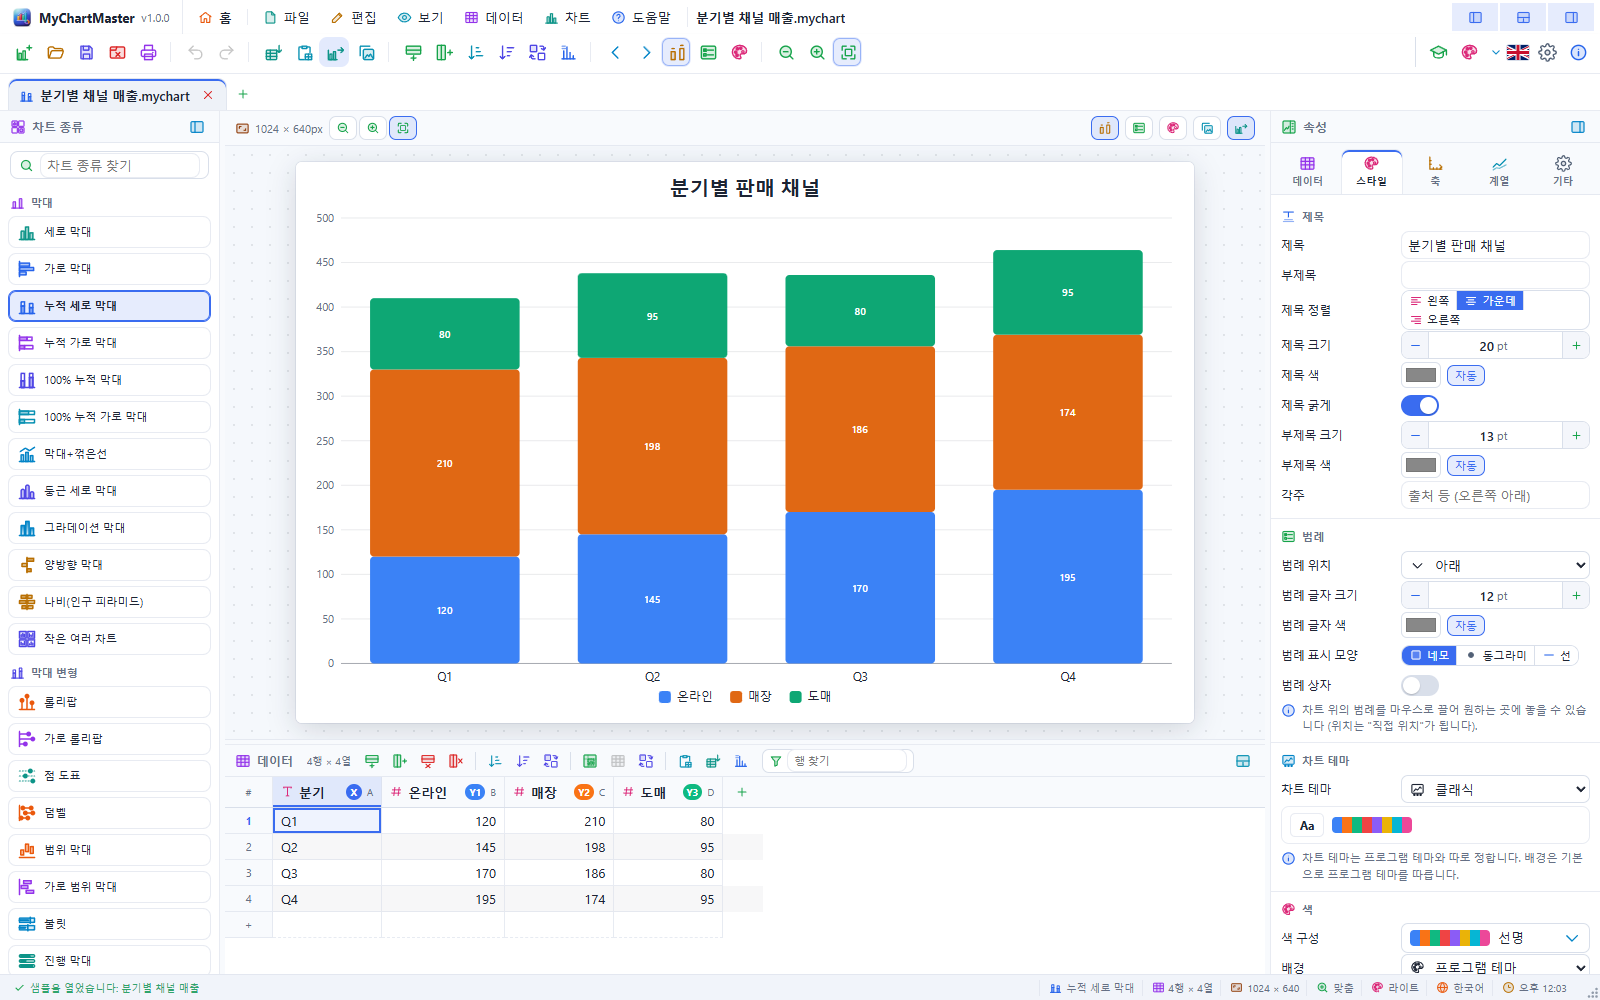 MyChartMaster v1.0.0 홈 파일 편집 보기 데이터 차트 도움말 분기별 채널 매출.mychart
분기별 채널 매출.mychart
차트 종류
차트 종류 찾기
막대
세로 막대
가로 막대
누적 세로 막대
누적 가로 막대
100% 누적 막대
100% 누적 가로 막대
막대+꺾은선
둥근 세로 막대
그라데이션 막대
양방향 막대
나비(인구 피라미드)
작은 여러 차트
막대 변형
롤리팝
가로 롤리팝
점 도표
덤벨
범위 막대
가로 범위 막대
불릿
진행 막대
1024 × 640px
분기별 판매 채널
500
450
400
350
300
250
200
150
100
50
0
80
210
120
95
198
145
80
186
170
95
174
195
Q1 Q2 Q3 Q4
온라인 매장 도매
데이터 4행 × 4열 행 찾기
# 분기 X A # 온라인 Y1 B # 매장 Y2 C # 도매 Y3 D +
1 Q1 120 210 80
2 Q2 145 198 95
3 Q3 170 186 80
4 Q4 195 174 95
+
속성
데이터 스타일 축 계열 기타
제목
제목 분기별 판매 채널
부제목
제목 정렬 왼쪽 가운데
오른쪽
제목 크기 − 20 pt +
제목 색 자동
제목 굵게
부제목 크기 − 13 pt +
부제목 색 자동
각주 출처 등 (오른쪽 아래)
범례
범례 위치 아래
범례 글자 크기 − 12 pt +
범례 글자 색 자동
범례 표시 모양 네모 동그라미 선
범례 상자
차트 위의 범례를 마우스로 끌어 원하는 곳에 놓을 수 있습
니다 (위치는 "직접 위치"가 됩니다).
차트 테마
차트 테마 클래식
Aa
차트 테마는 프로그램 테마와 따로 정합니다. 배경은 기본
으로 프로그램 테마를 따릅니다.
색
색 구성 선명
배경 프로그램 테마
샘플을 열었습니다: 분기별 채널 매출 누적 세로 막대 4행 × 4열 1024 × 640 맞춤 라이트 한국어 오후 12:03